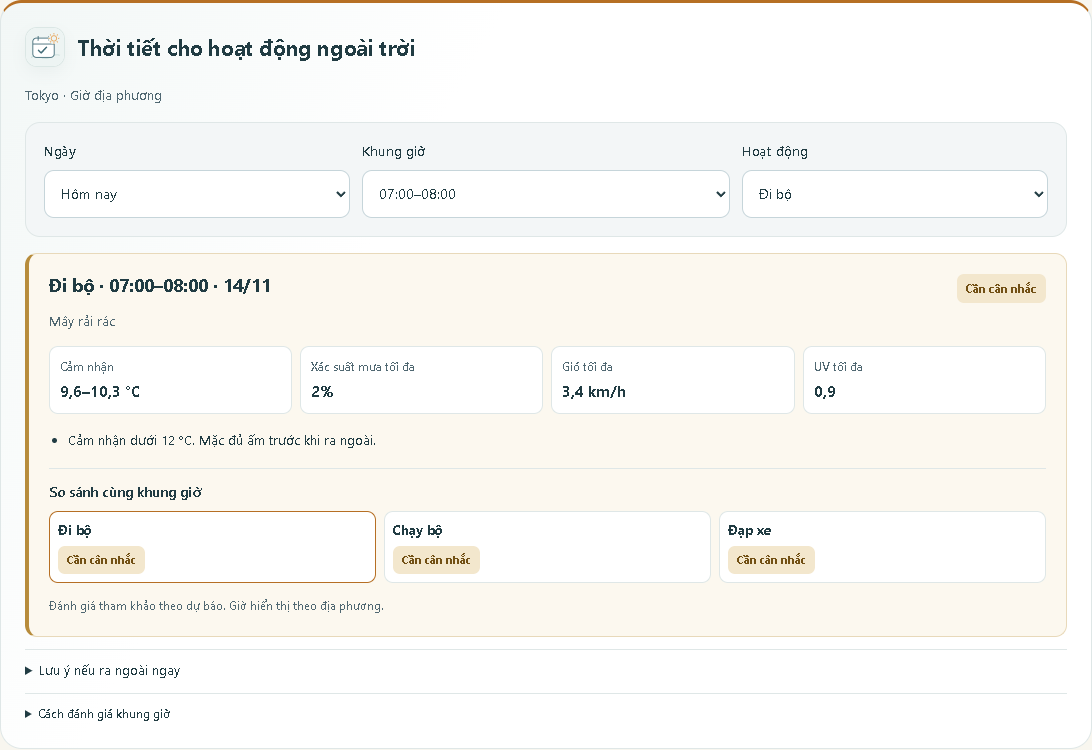 Thời tiết cho hoạt động ngoài trời
Tokyo · Giờ địa phương
Ngày
Khung giờ
Hoạt động
Hôm nay
07:00–08:00
Đi bộ
Đi bộ · 07:00–08:00 · 14/11
Cần cân nhắc
Mây rải rác
Cảm nhận
Xác suất mưa tối đa
Gió tối đa
UV tối đa
9,6–10,3 °C
2%
3,4 km/h
0,9
• Cảm nhận dưới 12 °C. Mặc đủ ấm trước khi ra ngoài.
So sánh cùng khung giờ
Đi bộ
Chạy bộ
Đạp xe
Cần cân nhắc
Cần cân nhắc
Cần cân nhắc
Đánh giá tham khảo theo dự báo. Giờ hiển thị theo địa phương.
Lưu ý nếu ra ngoài ngay
Cách đánh giá khung giờ